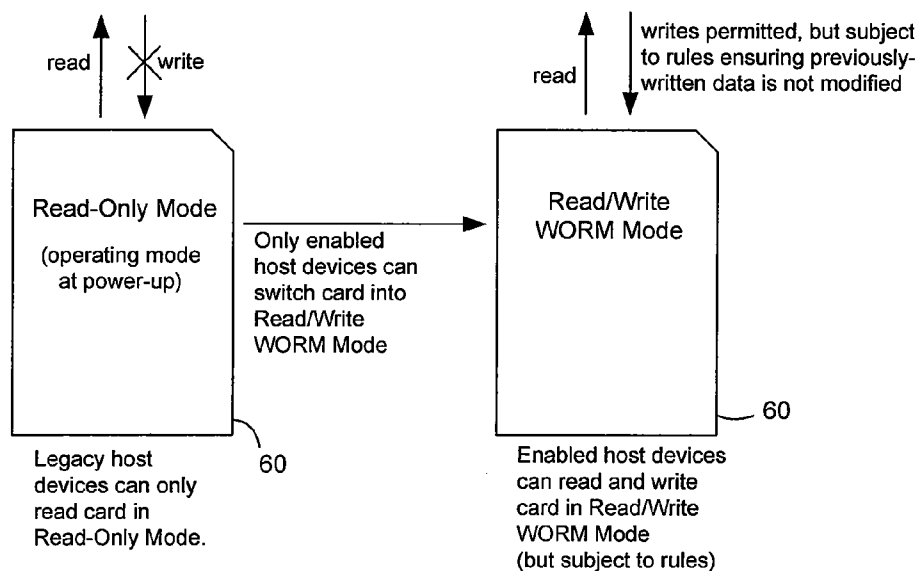 read
write
Read-Only Mode
(operating mode
at power-up)
60
Legacy host
devices can only
read card in
Read-Only Mode.
Only enabled
host devices can
switch card into
Read/Write
WORM Mode
read
writes permitted, but subject
to rules ensuring previously-
written data is not modified
Read/Write
WORM Mode
60
Enabled host devices
can read and write
card in Read/Write
WORM Mode
(but subject to rules)